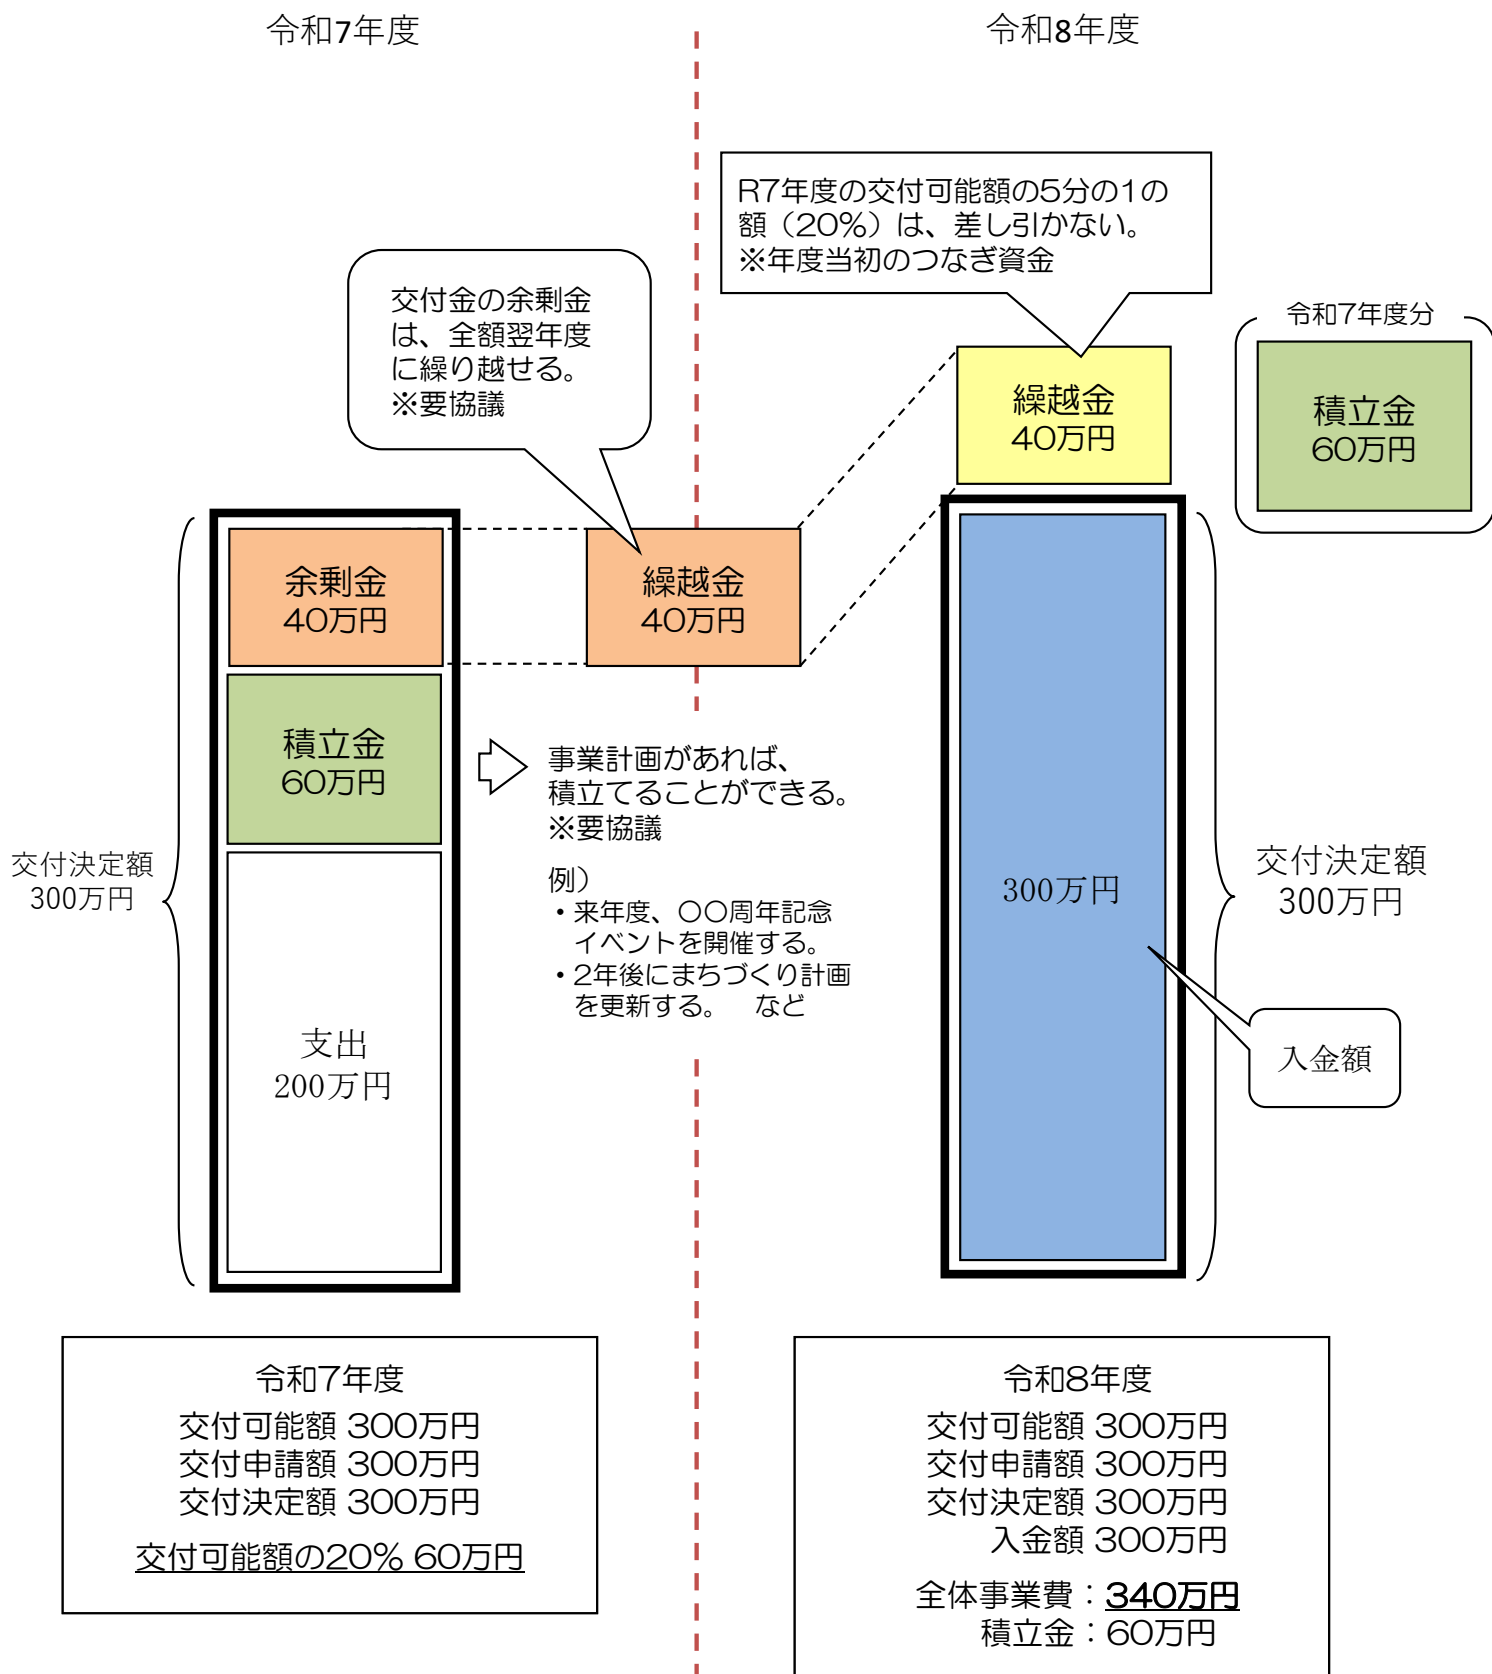 令和7年度
令和8年度
R7年度の交付可能額の5分の1の
額（20%）は、差し引かない。
※年度当初のつなぎ資金
交付金の余剰金
は、全額翌年度
に繰り越せる。
※要協議
令和7年度分
繰越金
40万円
積立金
60万円
余剰金
40万円
繰越金
40万円
積立金
60万円
事業計画があれば、
積立てることができる。
※要協議
例）
・来年度、〇〇周年記念
イベントを開催する。
・2年後にまちづくり計画
を更新する。　など
交付決定額
300万円
支出
200万円
300万円
交付決定額
300万円
入金額
令和7年度
交付可能額 300万円
交付申請額 300万円
交付決定額 300万円
交付可能額の20% 60万円
令和8年度
交付可能額 300万円
交付申請額 300万円
交付決定額 300万円
入金額 300万円
全体事業費：340万円
積立金：60万円